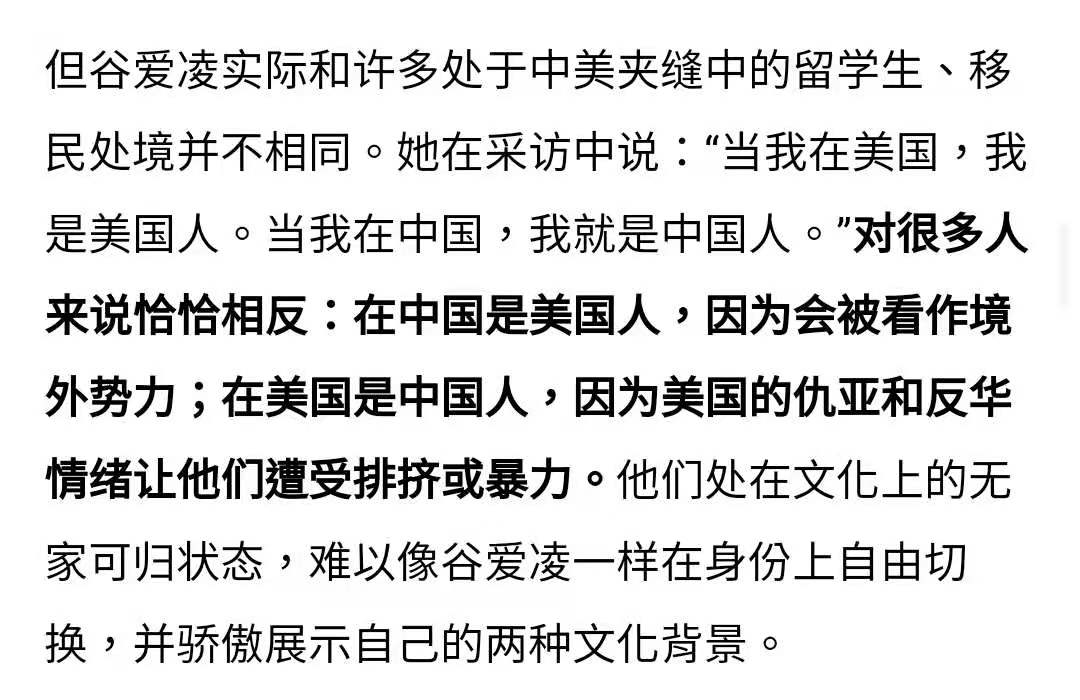 但谷爱凌实际和许多处于中美夹缝中的留学生、移
民处境并不相同。她在采访中说：“当我在美国，我
是美国人。当我在中国，我就是中国人。”对很多人
来说恰恰相反：在中国是美国人，因为会被看作境
外势力；在美国是中国人，因为美国的仇亚和反华
情绪让他们遭受排挤或暴力。他们处在文化上的无
家可归状态，难以像谷爱凌一样在身份上自由切
换，并骄傲展示自己的两种文化背景。